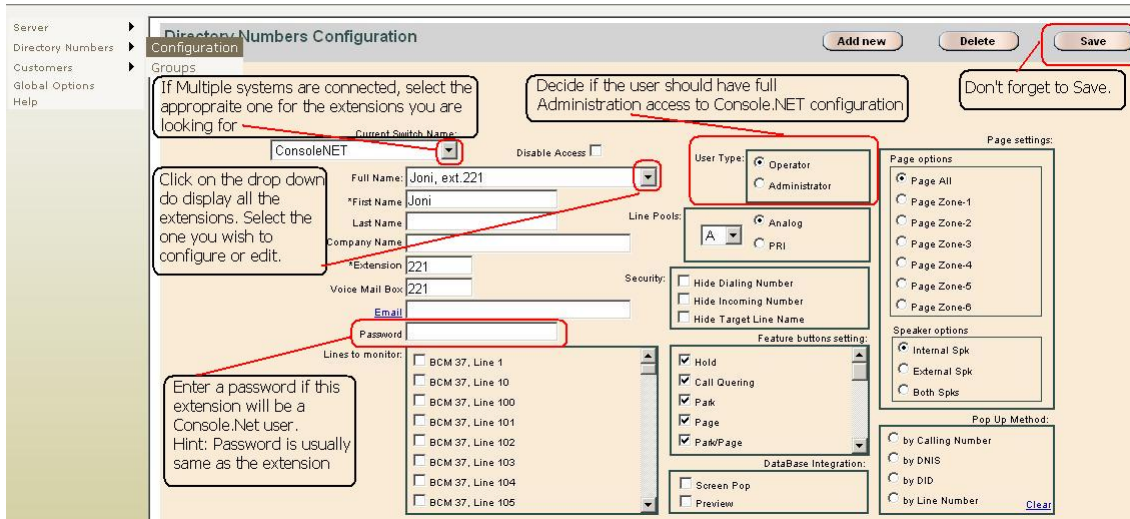 Server
Directory Numbers
Customers
Global Options
Help
Configuration
Groups
Directory Numbers Configuration
Add new
Delete
Save
If Multiple systems are connected, select the
appropraite one for the extensions you are
looking for
Decide if the user should have full
Administration access to Console.NET configuration
Don't forget to Save.
Current Switch Name:
ConsoleNET
Disable Access
Click on the drop down
do display all the
extensions. Select the
one you wish to
configure or edit.
Full Name: Joni, ext.221
*First Name Joni
Last Name
Company Name
*Extension 221
Voice Mail Box 221
Email
Password
Enter a password if this
extension will be a
Console.Net user.
Hint: Password is usually
same as the extension
Lines to monitor:
BCM 37, Line 1
BCM 37, Line 10
BCM 37, Line 100
BCM 37, Line 101
BCM 37, Line 102
BCM 37, Line 103
BCM 37, Line 104
BCM 37, Line 105
User Type:
Operator
Administrator
Line Pools:
A
Analog
PRI
Security:
Hide Dialing Number
Hide Incoming Number
Hide Target Line Name
Feature buttons setting:
Hold
Call Quering
Park
Page
Park/Page
DataBase Integration:
Screen Pop
Preview
Page settings:
Page options
Page All
Page Zone-1
Page Zone-2
Page Zone-3
Page Zone-4
Page Zone-5
Page Zone-6
Speaker options
Internal Spk
External Spk
Both Spks
Pop Up Method:
by Calling Number
by DNIS
by DID
by Line Number
Clear